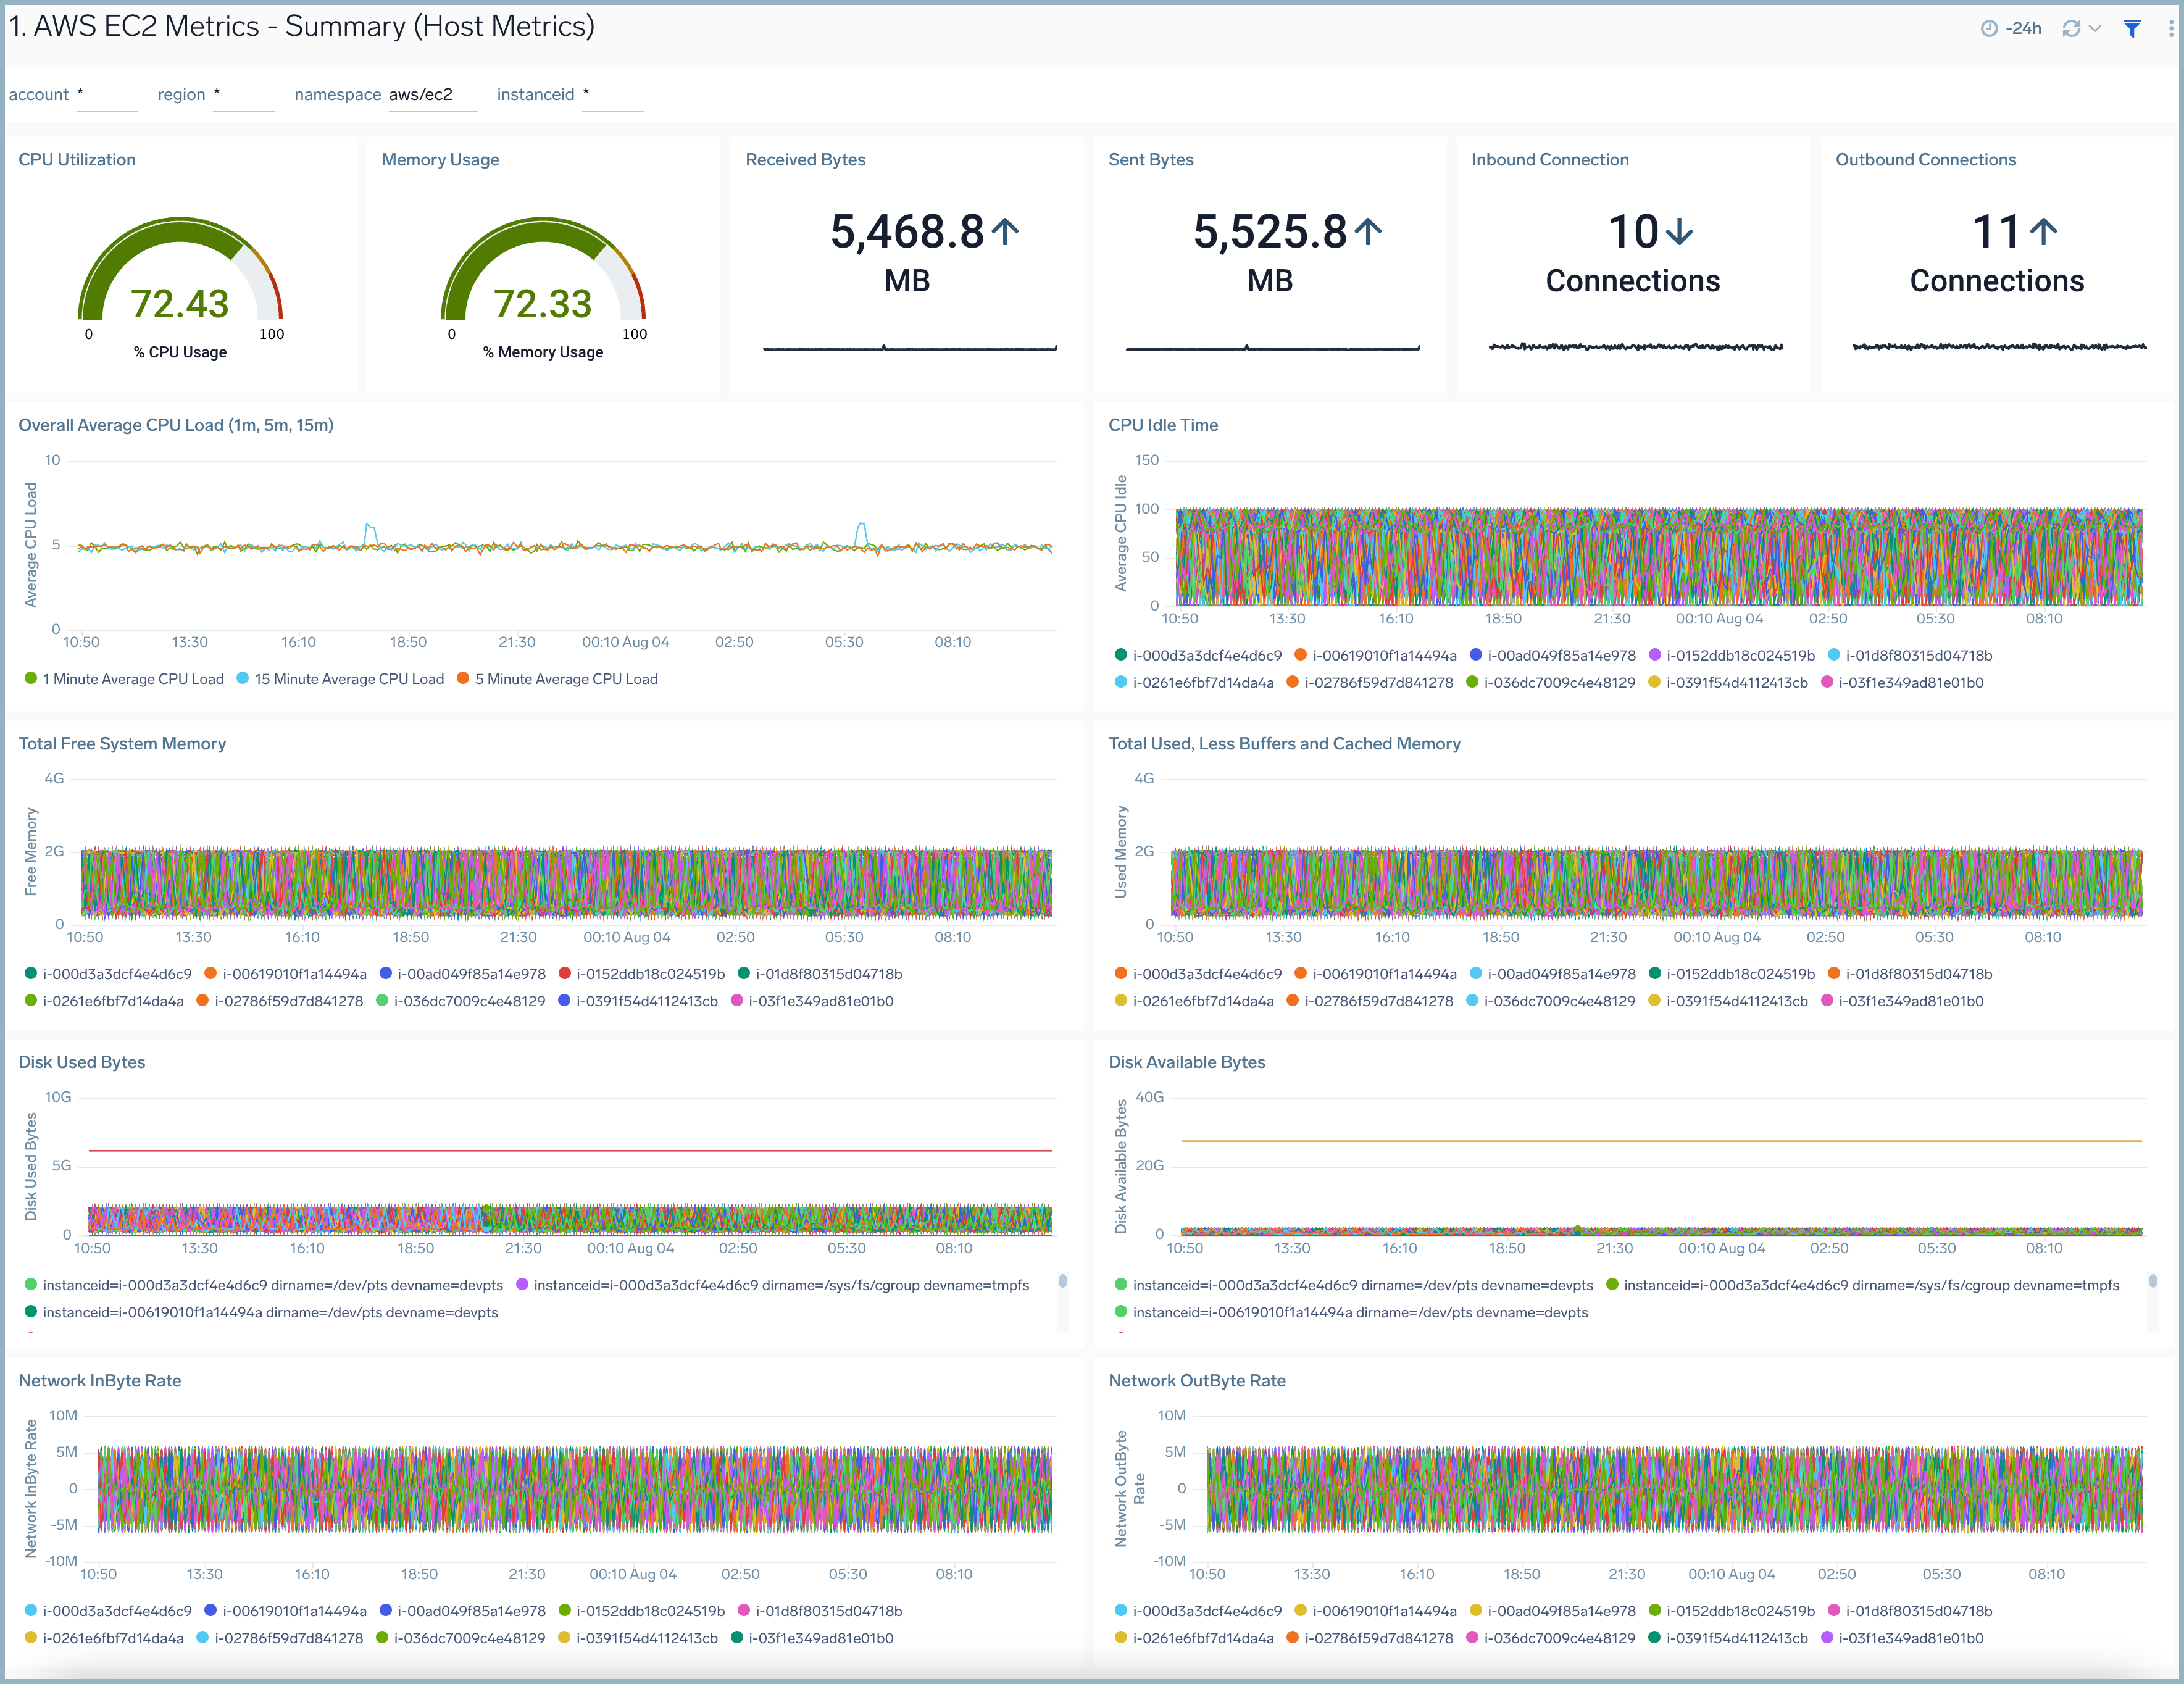 1. AWS EC2 Metrics - Summary (Host Metrics)
-24h
account * region * namespace aws/ec2 instanceid *
CPU Utilization
72.43
0 100
% CPU Usage
Memory Usage
72.33
0 100
% Memory Usage
Received Bytes
5,468.8
MB
Sent Bytes
5,525.8
MB
Inbound Connection
10
Connections
Outbound Connections
11
Connections
Overall Average CPU Load (1m, 5m, 15m)
Average CPU Load
10
5
0
10:50 13:30 16:10 18:50 21:30 00:10 Aug 04 02:50 05:30 08:10
1 Minute Average CPU Load 15 Minute Average CPU Load 5 Minute Average CPU Load
CPU Idle Time
Average CPU Idle
150
100
50
0
10:50 13:30 16:10 18:50 21:30 00:10 Aug 04 02:50 05:30 08:10
i-000d3a3dcf4e4d6c9 i-00619010f1a14494a i-00ad049f85a14e978 i-0152ddb18c024519b i-01d8f80315d04718b
i-0261e6fbf7d14da4a i-02786f59d7d841278 i-036dc7009c4e48129 i-0391f54d4112413cb i-03f1e349ad81e01b0
Total Free System Memory
Free Memory
4G
2G
0
10:50 13:30 16:10 18:50 21:30 00:10 Aug 04 02:50 05:30 08:10
i-000d3a3dcf4e4d6c9 i-00619010f1a14494a i-00ad049f85a14e978 i-0152ddb18c024519b i-01d8f80315d04718b
i-0261e6fbf7d14da4a i-02786f59d7d841278 i-036dc7009c4e48129 i-0391f54d4112413cb i-03f1e349ad81e01b0
Total Used, Less Buffers and Cached Memory
Used Memory
4G
2G
0
10:50 13:30 16:10 18:50 21:30 00:10 Aug 04 02:50 05:30 08:10
i-000d3a3dcf4e4d6c9 i-00619010f1a14494a i-00ad049f85a14e978 i-0152ddb18c024519b i-01d8f80315d04718b
i-0261e6fbf7d14da4a i-02786f59d7d841278 i-036dc7009c4e48129 i-0391f54d4112413cb i-03f1e349ad81e01b0
Disk Used Bytes
Disk Used Bytes
10G
5G
0
10:50 13:30 16:10 18:50 21:30 00:10 Aug 04 02:50 05:30 08:10
instanceid=i-000d3a3dcf4e4d6c9 dirname=/dev/pts devname=devpts instanceid=i-000d3a3dcf4e4d6c9 dirname=/sys/fs/cgroup devname=tmpfs
instanceid=i-00619010f1a14494a dirname=/dev/pts devname=devpts
Disk Available Bytes
Disk Available Bytes
40G
20G
0
10:50 13:30 16:10 18:50 21:30 00:10 Aug 04 02:50 05:30 08:10
instanceid=i-000d3a3dcf4e4d6c9 dirname=/dev/pts devname=devpts instanceid=i-000d3a3dcf4e4d6c9 dirname=/sys/fs/cgroup devname=tmpfs
instanceid=i-00619010f1a14494a dirname=/dev/pts devname=devpts
Network InByte Rate
Network InByte Rate
10M
5M
0
-5M
-10M
10:50 13:30 16:10 18:50 21:30 00:10 Aug 04 02:50 05:30 08:10
i-000d3a3dcf4e4d6c9 i-00619010f1a14494a i-00ad049f85a14e978 i-0152ddb18c024519b i-01d8f80315d04718b
i-0261e6fbf7d14da4a i-02786f59d7d841278 i-036dc7009c4e48129 i-0391f54d4112413cb i-03f1e349ad81e01b0
Network OutByte Rate
Network OutByte
Rate
10M
5M
0
-5M
-10M
10:50 13:30 16:10 18:50 21:30 00:10 Aug 04 02:50 05:30 08:10
i-000d3a3dcf4e4d6c9 i-00619010f1a14494a i-00ad049f85a14e978 i-0152ddb18c024519b i-01d8f80315d04718b
i-0261e6fbf7d14da4a i-02786f59d7d841278 i-036dc7009c4e48129 i-0391f54d4112413cb i-03f1e349ad81e01b0